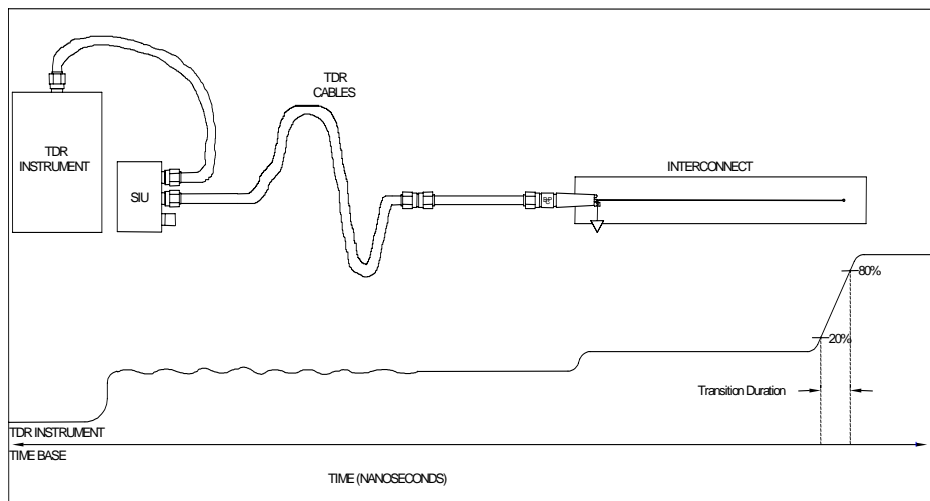 TDR
CABLES
TDR
INSTRUMENT
SIU
INTERCONNECT
80%
20%
Transition Duration
TDR INSTRUMENT
TIME BASE
TIME (NANOSECONDS)